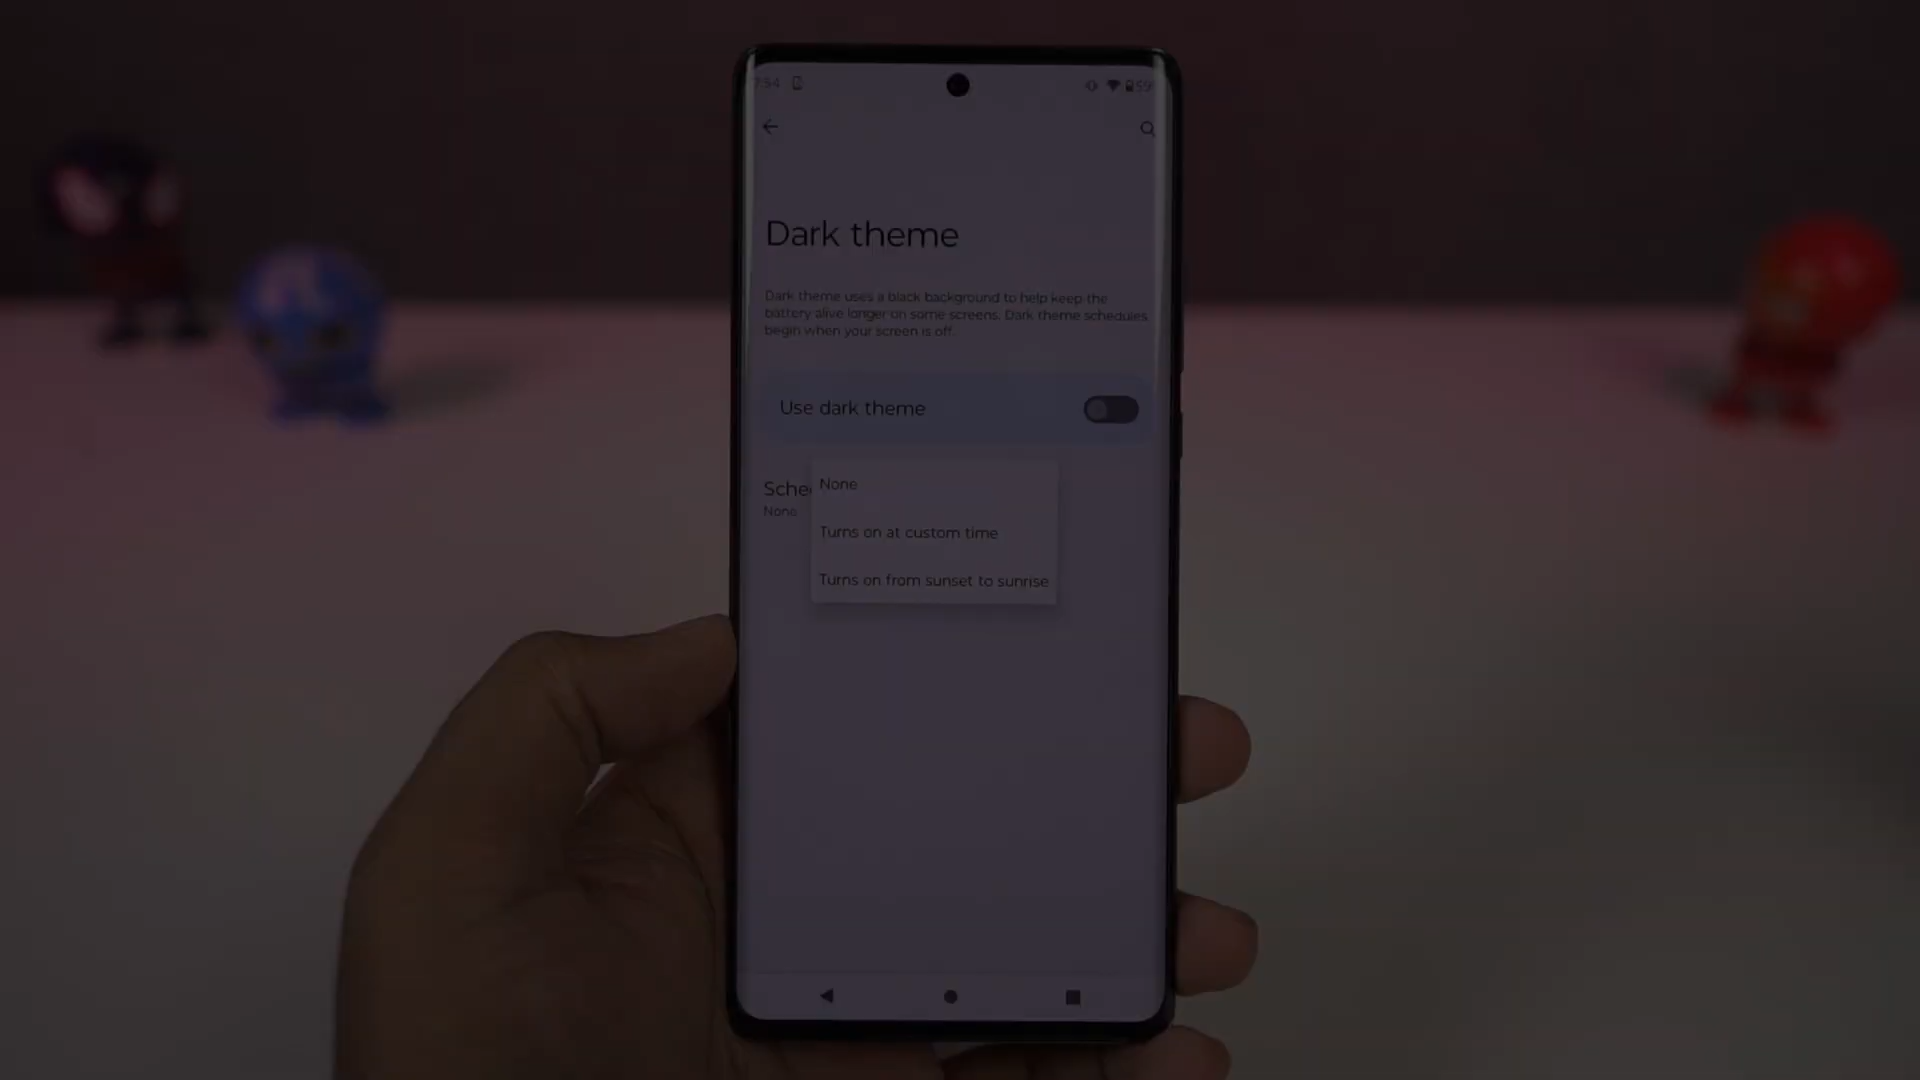 7:54
59%
Dark theme
Dark theme uses a black background to help keep the
battery alive longer on some screens. Dark theme schedules
begin when your screen is off.
Use dark theme
None
Turns on at custom time
Turns on from sunset to sunrise
Sche
None